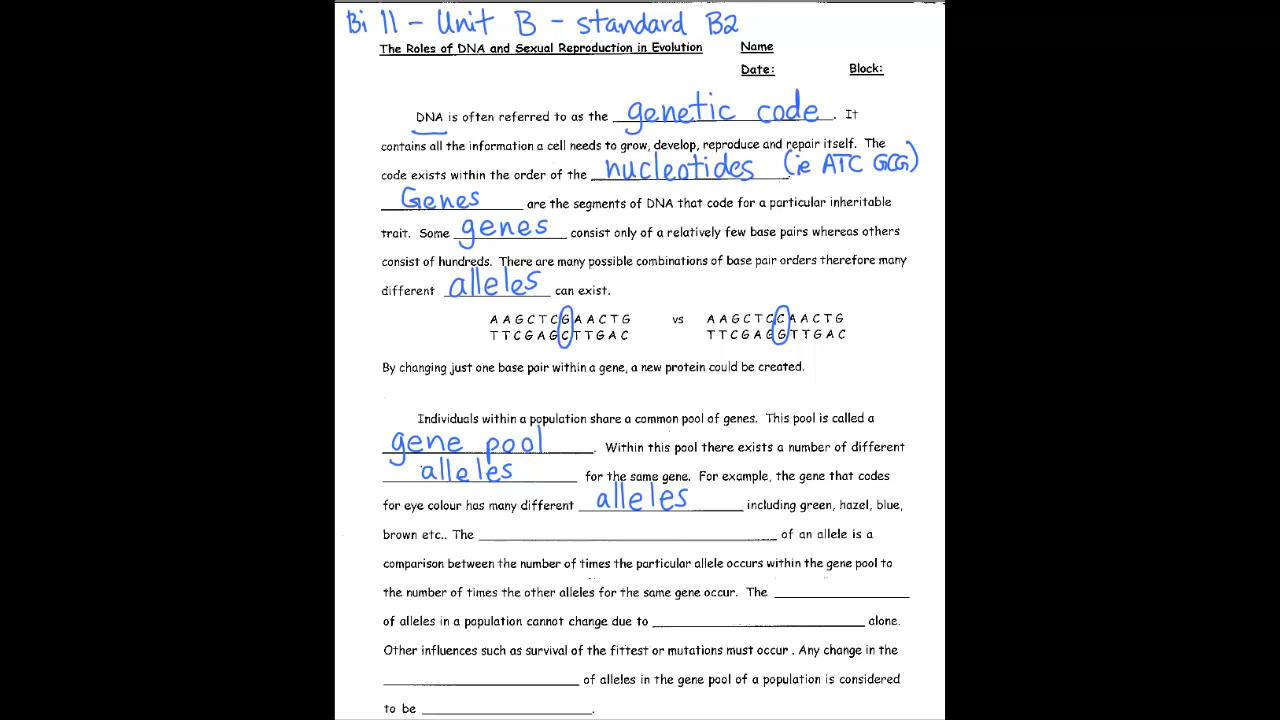 Bi 11 - Unit B - standard B2
The Roles of DNA and Sexual Reproduction in Evolution Name
Date: Block:
DNA is often referred to as the genetic code. It
contains all the information a cell needs to grow, develop, reproduce and repair itself. The
code exists within the order of the nucleotides (ie ATC GCG).
Genes are the segments of DNA that code for a particular inheritable
trait. Some genes consist only of a relatively few base pairs whereas others
consist of hundreds. There are many possible combinations of base pair orders therefore many
different alleles can exist.
A A G C T C G A A C T G vs A A G C T C C A A C T G
T T C G A G C T T G A C T T C G A G G T T G A C
By changing just one base pair within a gene, a new protein could be created.
Individuals within a population share a common pool of genes. This pool is called a
gene pool. Within this pool there exists a number of different
alleles for the same gene. For example, the gene that codes
for eye colour has many different alleles including green, hazel, blue,
brown etc.. The ______ of an allele is a
comparison between the number of times the particular allele occurs within the gene pool to
the number of times the other alleles for the same gene occur. The ______
of alleles in a population cannot change due to ______ alone.
Other influences such as survival of the fittest or mutations must occur . Any change in the
______ of alleles in the gene pool of a population is considered
to be ______.